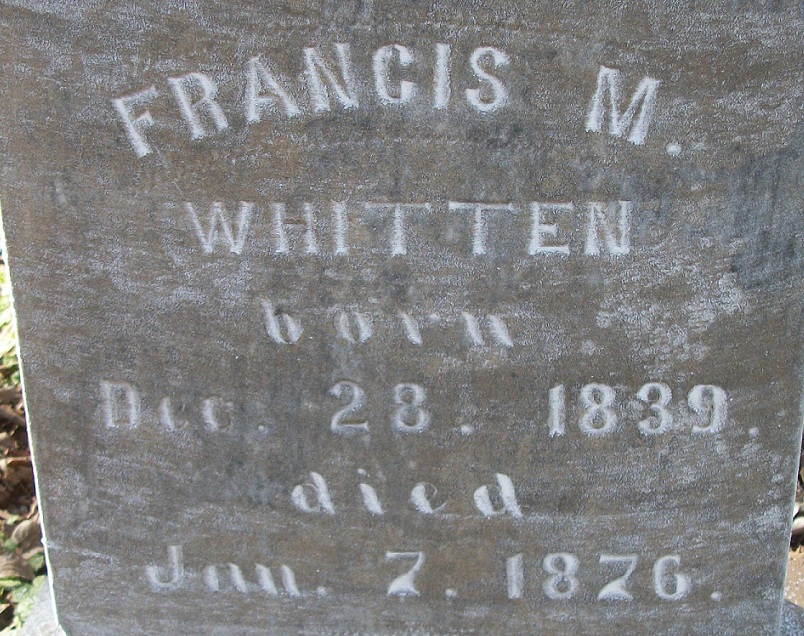 FRANCIS M.
WHITTEN
born
Dec. 28. 1839.
died
Jan. 7. 1876.